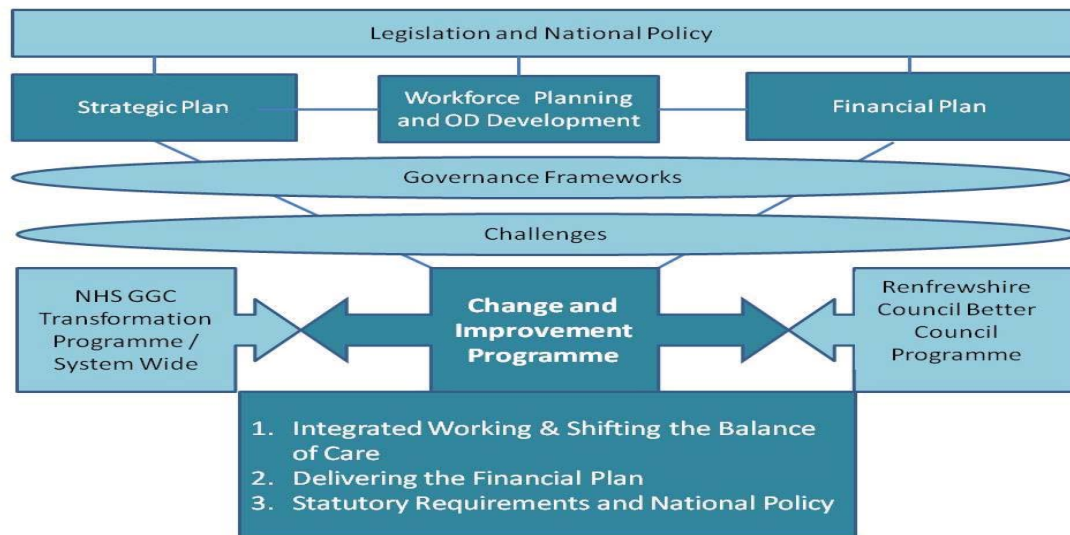 Legislation and National Policy
Strategic Plan
Workforce Planning
and OD Development
Financial Plan
Governance Frameworks
Challenges
NHS GGC
Transformation
Programme /
System Wide
Change and
Improvement
Programme
Renfrewshire
Council Better
Council
Programme
1. Integrated Working & Shifting the Balance
of Care
2. Delivering the Financial Plan
3. Statutory Requirements and National Policy